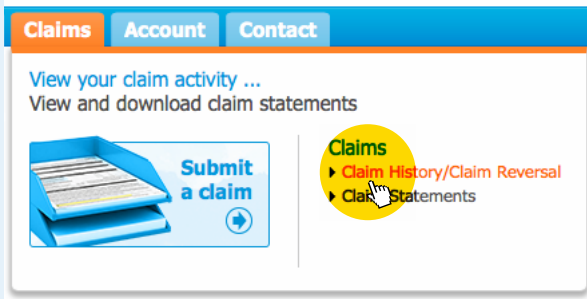 Claims Account Contact
View your claim activity ...
View and download claim statements
Submit
a claim
Claims
Claim History/Claim Reversal
Claim Statements